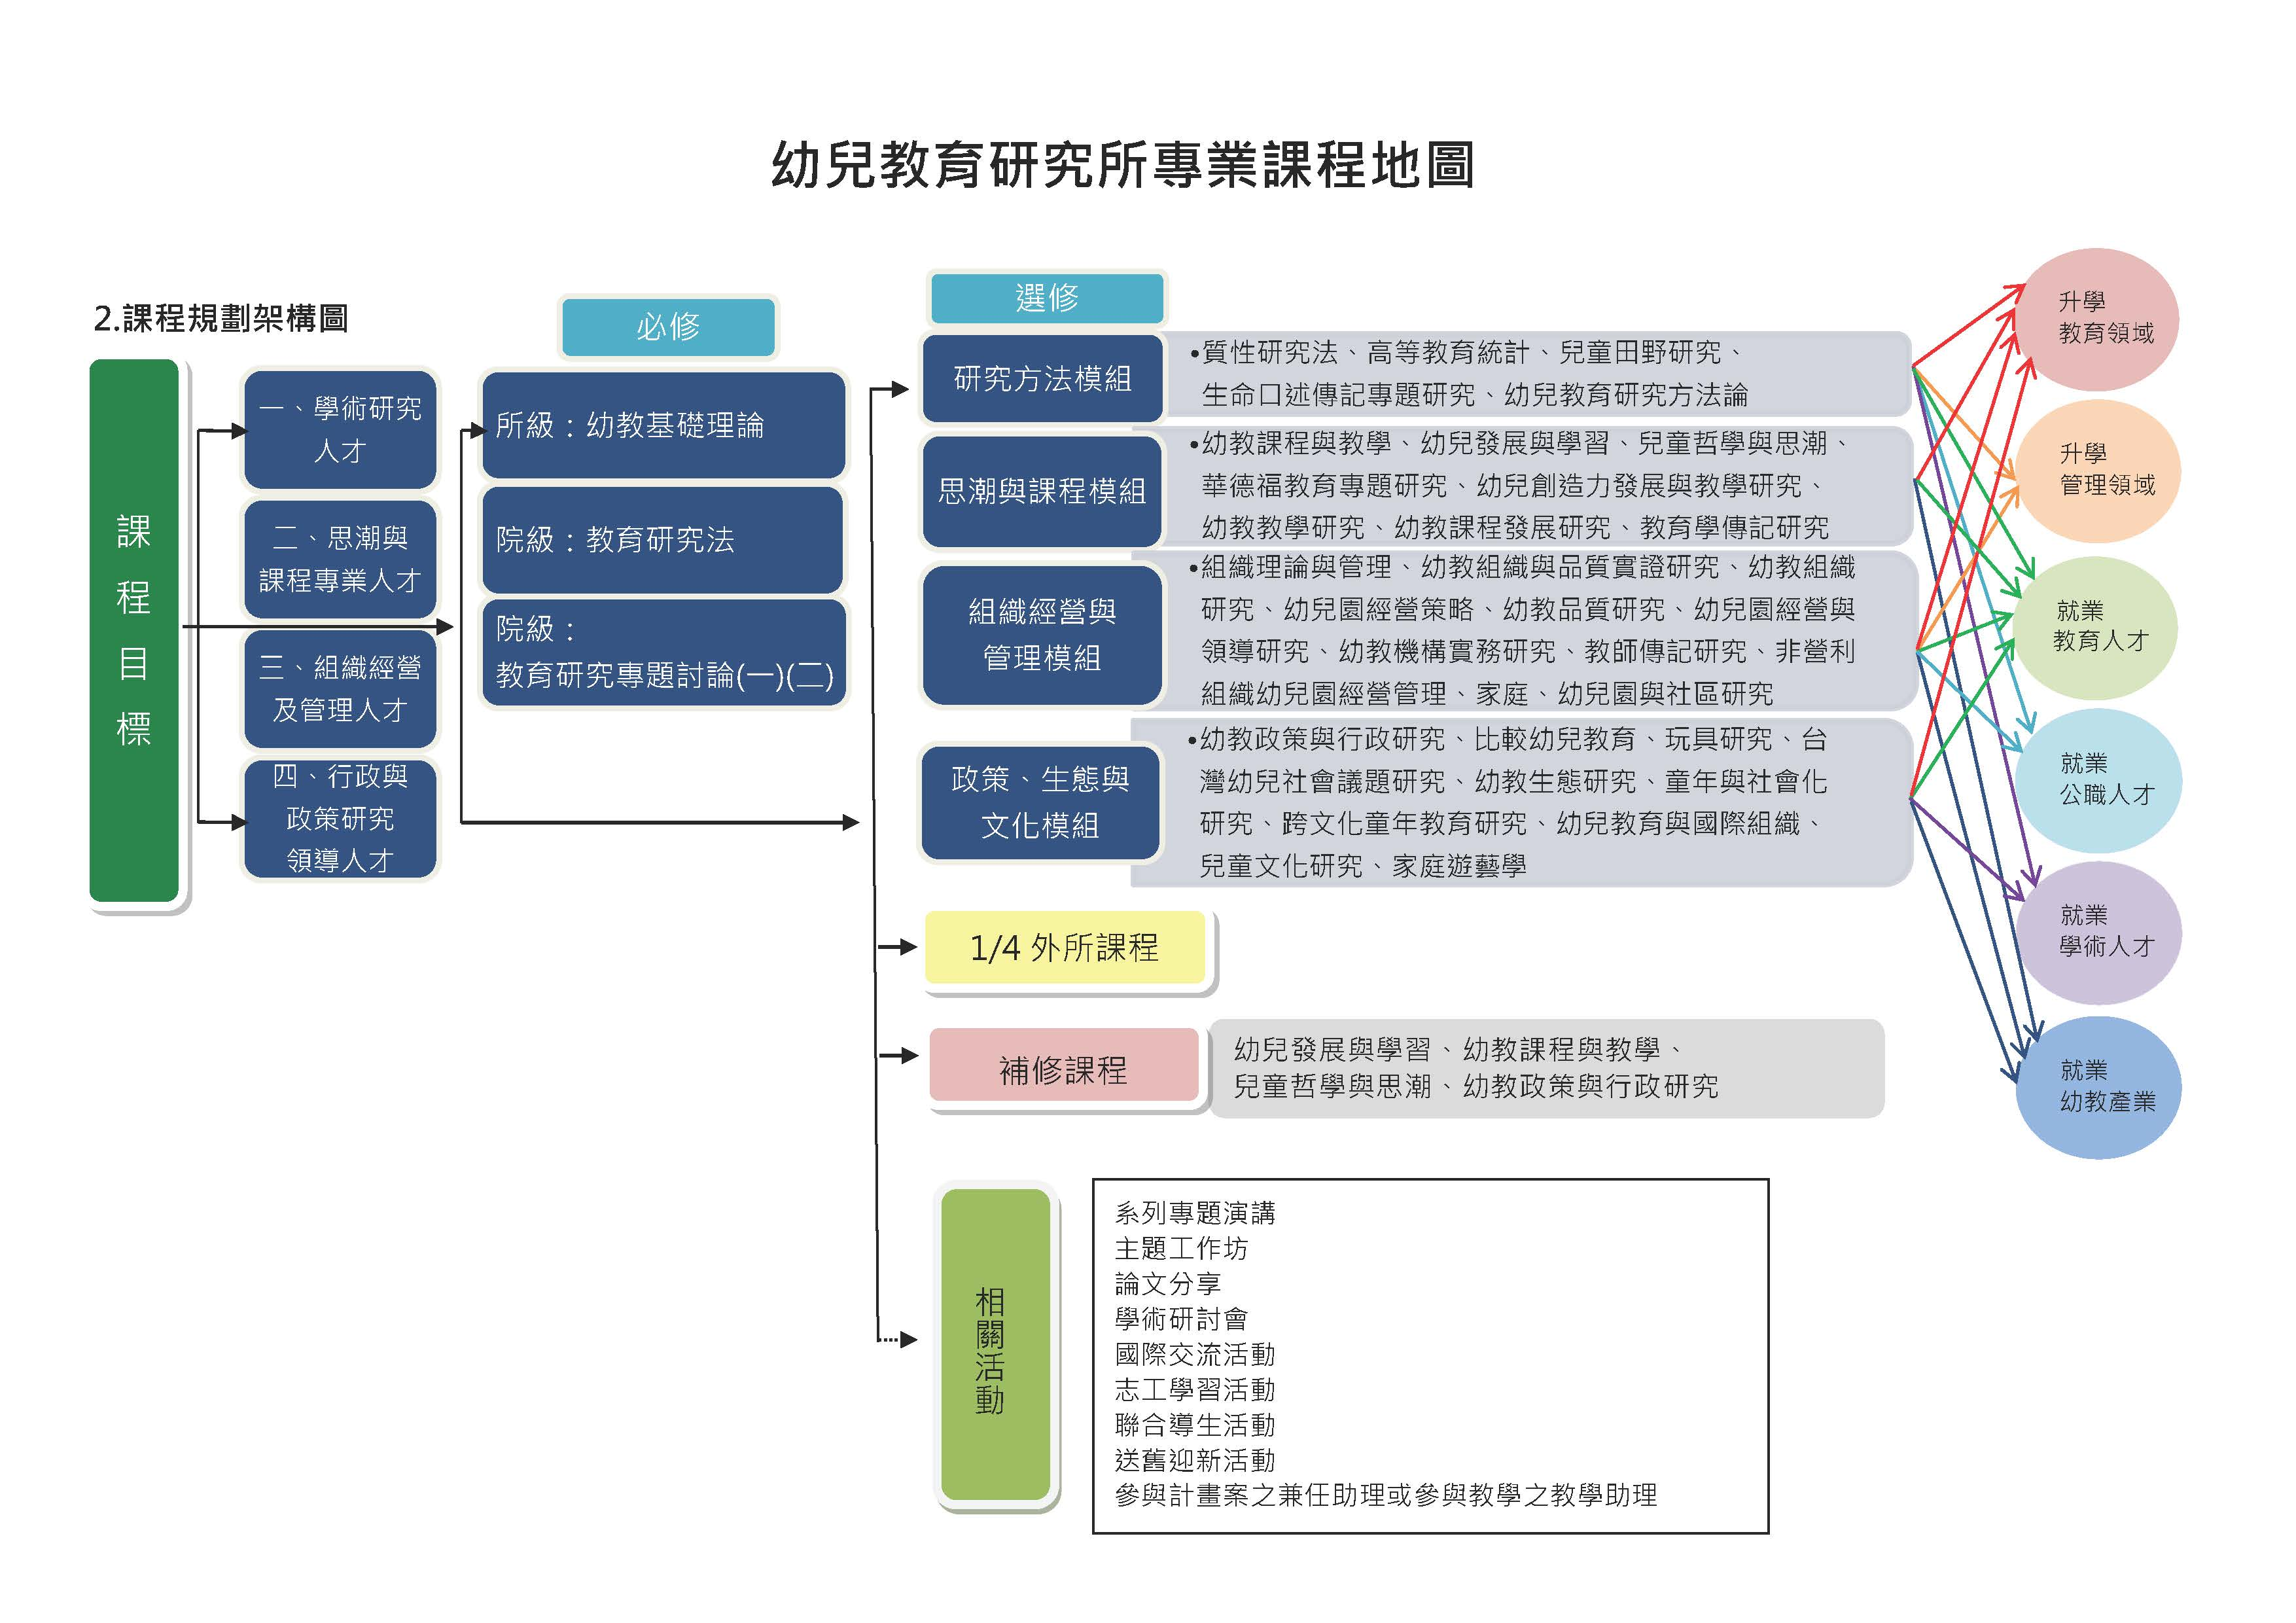 幼兒教育研究所專業課程地圖
2.課程規劃架構圖
課程目標
一、學術研究
人才
二、思潮與
課程專業人才
三、組織經營
及管理人才
四、行政與
政策研究
領導人才
必修
所級：幼教基礎理論
院級：教育研究法
院級：
教育研究專題討論(一)(二)
選修
研究方法模組
•質性研究法、高等教育統計、兒童田野研究、
生命口述傳記專題研究、幼兒教育研究方法論
思潮與課程模組
•幼教課程與教學、幼兒發展與學習、兒童哲學與思潮、
華德福教育專題研究、幼兒創造力發展與教學研究、
幼教教學研究、幼教課程發展研究、教育學傳記研究
組織經營與
管理模組
•組織理論與管理、幼教組織與品質實證研究、幼教組織
研究、幼兒園經營策略、幼教品質研究、幼兒園經營與
領導研究、幼教機構實務研究、教師傳記研究、非營利
組織幼兒園經營管理、家庭、幼兒園與社區研究
政策、生態與
文化模組
•幼教政策與行政研究、比較幼兒教育、玩具研究、台
灣幼兒社會議題研究、幼教生態研究、童年與社會化
研究、跨文化童年教育研究、幼兒教育與國際組織、
兒童文化研究、家庭遊藝學
1/4 外所課程
補修課程
幼兒發展與學習、幼教課程與教學、
兒童哲學與思潮、幼教政策與行政研究
相關活動
系列專題演講
主題工作坊
論文分享
學術研討會
國際交流活動
志工學習活動
聯合導生活動
送舊迎新活動
參與計畫案之兼任助理或參與教學之教學助理
升學
教育領域
升學
管理領域
就業
教育人才
就業
公職人才
就業
學術人才
就業
幼教產業